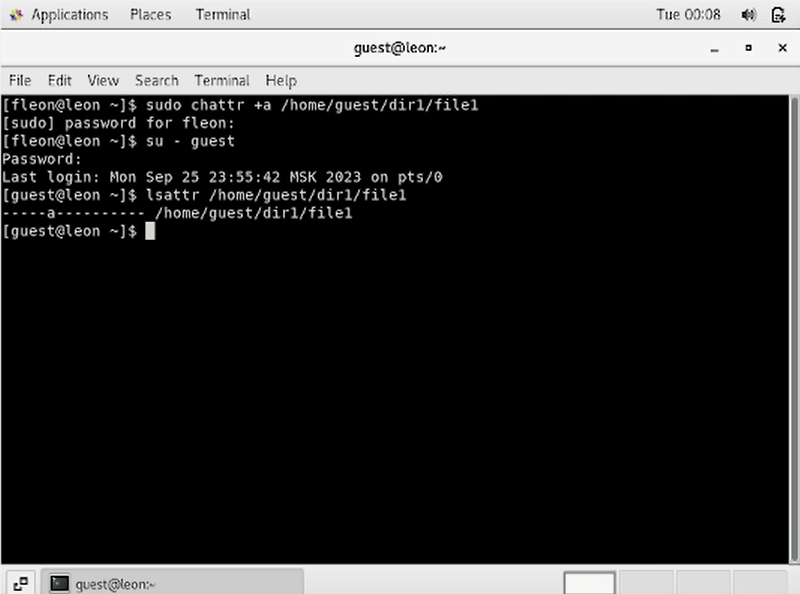 Applications Places Terminal Tue 00:08
guest@leon:~
File Edit View Search Terminal Help
[fleon@leon ~]$ sudo chattr +a /home/guest/dir1/file1
[sudo] password for fleon:
[fleon@leon ~]$ su - guest
Password:
Last login: Mon Sep 25 23:55:42 MSK 2023 on pts/0
[guest@leon ~]$ lsattr /home/guest/dir1/file1
-----a---------- /home/guest/dir1/file1
[guest@leon ~]$
guest@leon:~